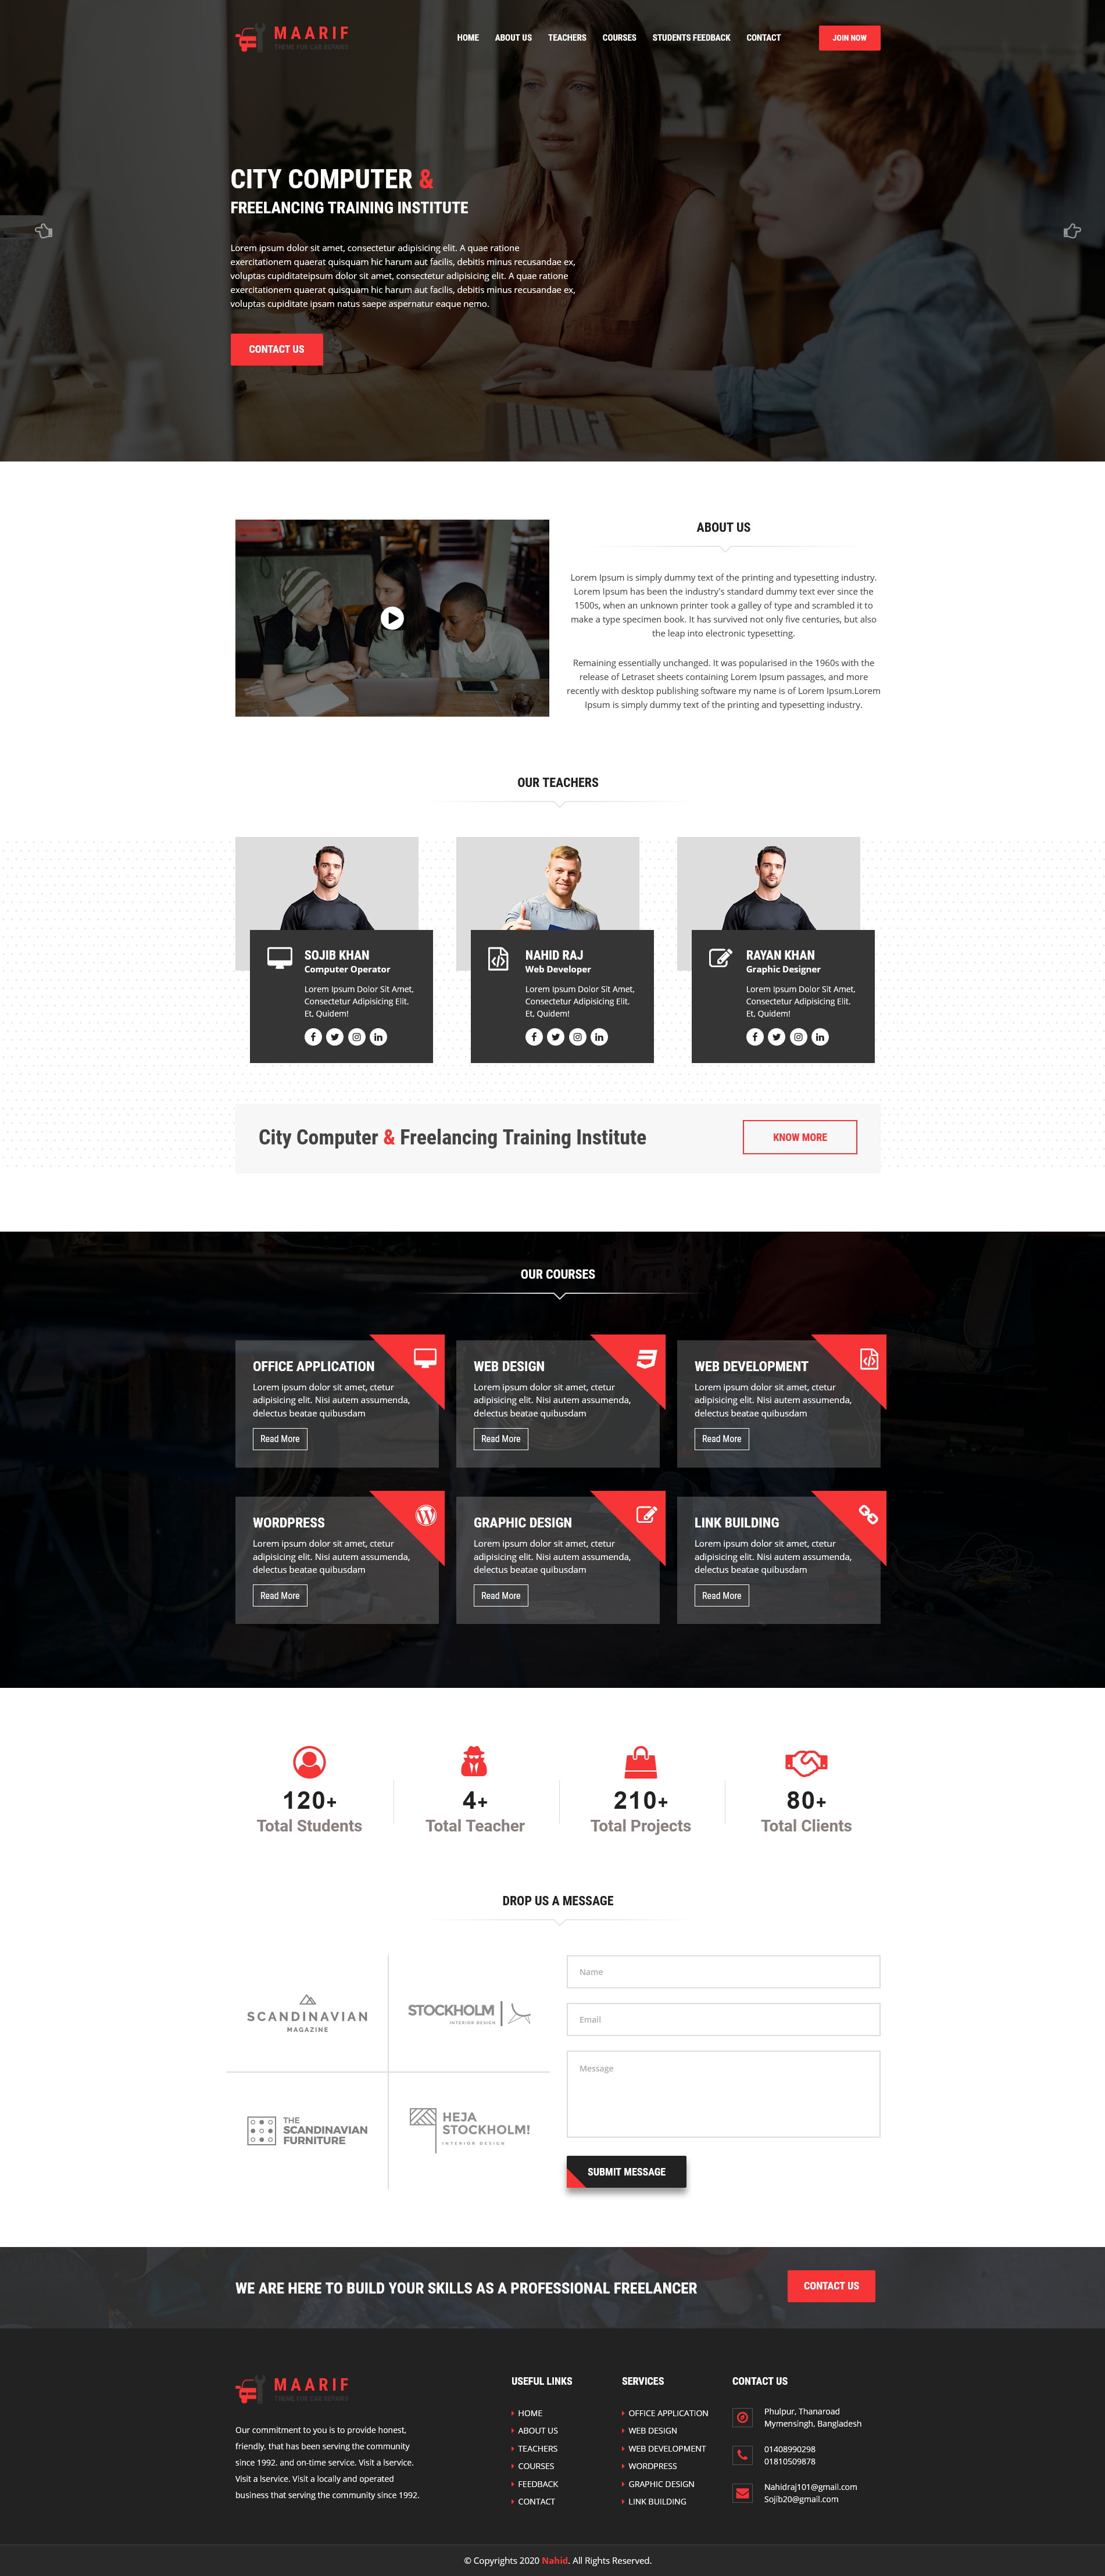 MAARIF
THEME FOR CAR REPAIRS
HOME ABOUT US TEACHERS COURSES STUDENTS FEEDBACK CONTACT
JOIN NOW
CITY COMPUTER &
FREELANCING TRAINING INSTITUTE
Lorem ipsum dolor sit amet, consectetur adipisicing elit. A quae ratione
exercitationem quaerat quisquam hic harum aut facilis, debitis minus recusandae ex,
voluptas cupiditateipsum dolor sit amet, consectetur adipisicing elit. A quae ratione
exercitationem quaerat quisquam hic harum aut facilis, debitis minus recusandae ex,
voluptas cupiditate ipsam natus saepe aspernatur eaque nemo.
CONTACT US
ABOUT US
Lorem Ipsum is simply dummy text of the printing and typesetting industry.
Lorem Ipsum has been the industry's standard dummy text ever since the
1500s, when an unknown printer took a galley of type and scrambled it to
make a type specimen book. It has survived not only five centuries, but also
the leap into electronic typesetting.
Remaining essentially unchanged. It was popularised in the 1960s with the
release of Letraset sheets containing Lorem Ipsum passages, and more
recently with desktop publishing software my name is of Lorem Ipsum.Lorem
Ipsum is simply dummy text of the printing and typesetting industry.
OUR TEACHERS
SOJIB KHAN
Computer Operator
Lorem Ipsum Dolor Sit Amet,
Consectetur Adipisicing Elit.
Et, Quidem!
NAHID RAJ
Web Developer
Lorem Ipsum Dolor Sit Amet,
Consectetur Adipisicing Elit.
Et, Quidem!
RAYAN KHAN
Graphic Designer
Lorem Ipsum Dolor Sit Amet,
Consectetur Adipisicing Elit.
Et, Quidem!
City Computer & Freelancing Training Institute
KNOW MORE
OUR COURSES
OFFICE APPLICATION
Lorem ipsum dolor sit amet, ctetur
adipisicing elit. Nisi autem assumenda,
delectus beatae quibusdam
Read More
WEB DESIGN
Lorem ipsum dolor sit amet, ctetur
adipisicing elit. Nisi autem assumenda,
delectus beatae quibusdam
Read More
WEB DEVELOPMENT
Lorem ipsum dolor sit amet, ctetur
adipisicing elit. Nisi autem assumenda,
delectus beatae quibusdam
Read More
WORDPRESS
Lorem ipsum dolor sit amet, ctetur
adipisicing elit. Nisi autem assumenda,
delectus beatae quibusdam
Read More
GRAPHIC DESIGN
Lorem ipsum dolor sit amet, ctetur
adipisicing elit. Nisi autem assumenda,
delectus beatae quibusdam
Read More
LINK BUILDING
Lorem ipsum dolor sit amet, ctetur
adipisicing elit. Nisi autem assumenda,
delectus beatae quibusdam
Read More
120+
Total Students
4+
Total Teacher
210+
Total Projects
80+
Total Clients
DROP US A MESSAGE
SCANDINAVIAN
MAGAZINE
STOCKHOLM
INTERIOR DESIGN
THE
SCANDINAVIAN
FURNITURE
HEJA
STOCKHOLM!
INTERIOR DESIGN
Name
Email
Message
SUBMIT MESSAGE
WE ARE HERE TO BUILD YOUR SKILLS AS A PROFESSIONAL FREELANCER
CONTACT US
MAARIF
THEME FOR CAR REPAIRS
Our commitment to you is to provide honest,
friendly, that has been serving the community
since 1992. and on-time service. Visit a lservice.
Visit a lservice. Visit a locally and operated
business that serving the community since 1992.
USEFUL LINKS
HOME
ABOUT US
TEACHERS
COURSES
FEEDBACK
CONTACT
SERVICES
OFFICE APPLICATION
WEB DESIGN
WEB DEVELOPMENT
WORDPRESS
GRAPHIC DESIGN
LINK BUILDING
CONTACT US
Phulpur, Thanaroad
Mymensingh, Bangladesh
01408990298
01810509878
Nahidraj101@gmail.com
Sojib20@gmail.com
© Copyrights 2020 Nahid. All Rights Reserved.